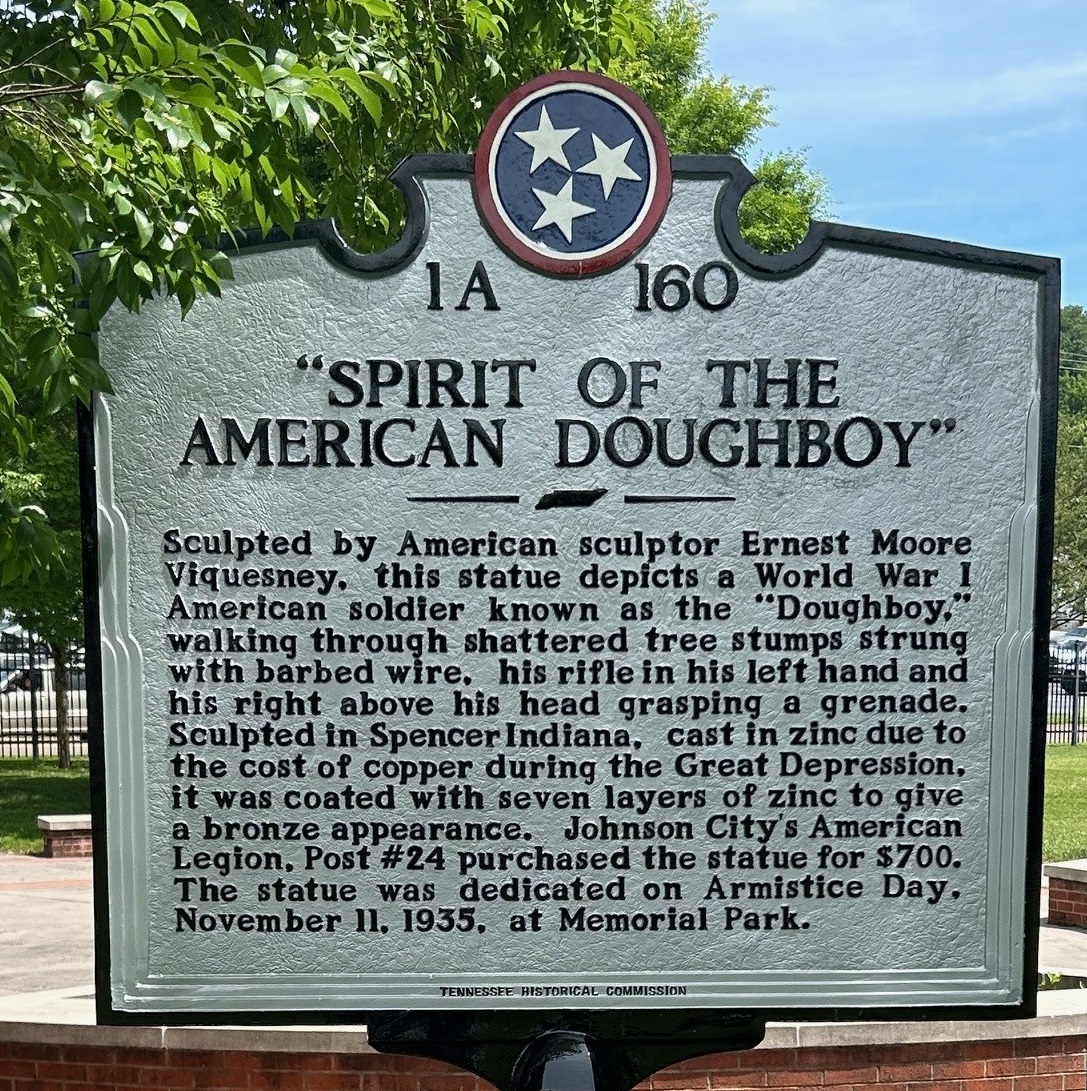 1A 160
“SPIRIT OF THE
AMERICAN DOUGHBOY”
Sculpted by American sculptor Ernest Moore
Viquesney, this statue depicts a World War I
American soldier known as the “Doughboy,”
walking through shattered tree stumps strung
with barbed wire, his rifle in his left hand and
his right above his head grasping a grenade.
Sculpted in Spencer Indiana, cast in zinc due to
the cost of copper during the Great Depression,
it was coated with seven layers of zinc to give
a bronze appearance. Johnson City's American
Legion, Post #24 purchased the statue for $700.
The statue was dedicated on Armistice Day,
November 11, 1935, at Memorial Park.
TENNESSEE HISTORICAL COMMISSION